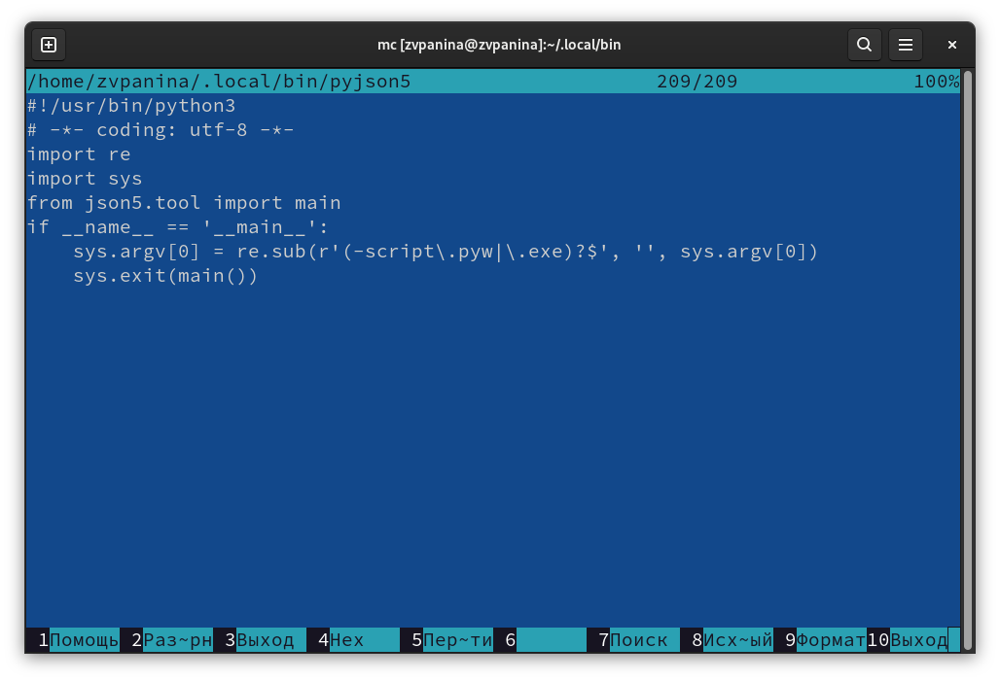 mc [zvpanina@zvpanina]:~/.local/bin
/home/zvpanina/.local/bin/pyjson5 209/209 100%
#!/usr/bin/python3
# -*- coding: utf-8 -*-
import re
import sys
from json5.tool import main
if __name__ == '__main__':
    sys.argv[0] = re.sub(r'(-script\.pyw|\.exe)?$', '', sys.argv[0])
    sys.exit(main())
1Помощь 2Раз~рн 3Выход 4Hex 5Пер~ти 6 7Поиск 8Исх~ый 9Формат 10Выход